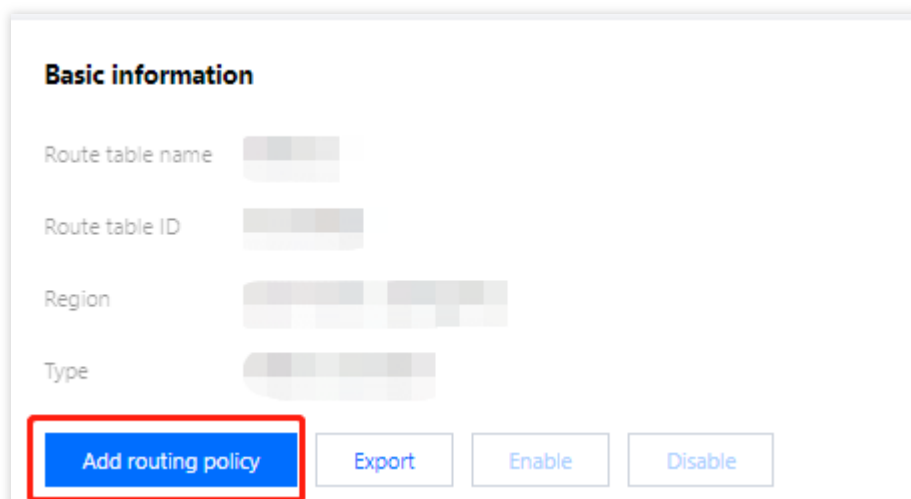 Basic information
Route table name
Route table ID
Region
Type
Add routing policy Export Enable Disable